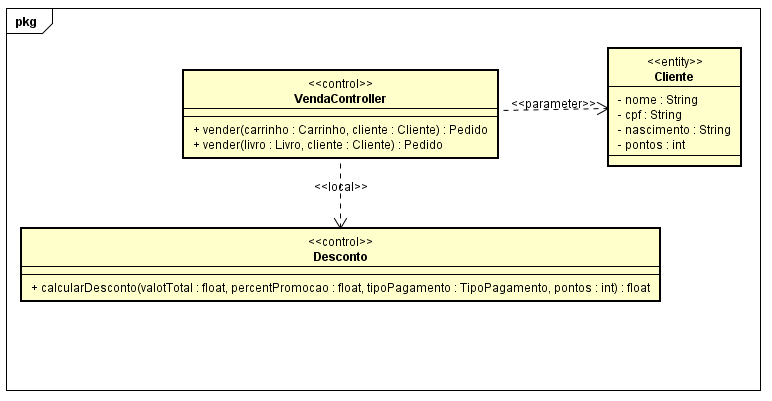 pkg
<<control>>
VendaController
+ vender(carrinho : Carrinho, cliente : Cliente) : Pedido
+ vender(livro : Livro, cliente : Cliente) : Pedido
<<parameter>>
<<entity>>
Cliente
- nome : String
- cpf : String
- nascimento : String
- pontos : int
<<local>>
<<control>>
Desconto
+ calcularDesconto(valotTotal : float, percentPromocao : float, tipoPagamento : TipoPagamento, pontos : int) : float